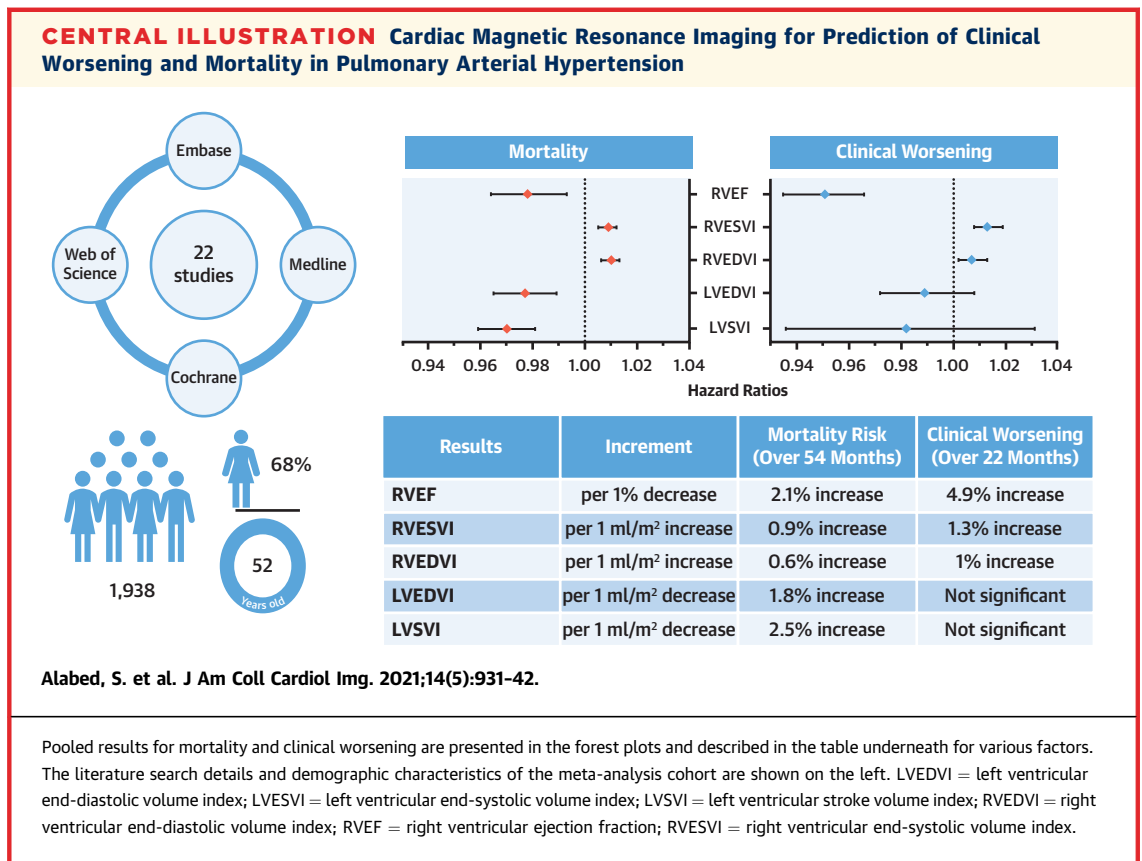 CENTRAL ILLUSTRATION Cardiac Magnetic Resonance Imaging for Prediction of Clinical
Worsening and Mortality in Pulmonary Arterial Hypertension
Embase
Web of
Science
22
studies
Medline
Cochrane
1,938
68%
52
Years old
Mortality
Clinical Worsening
RVEF
RVESVI
RVEDVI
LVEDVI
LVSVI
0.94 0.96 0.98 1.00 1.02 1.04
0.94 0.96 0.98 1.00 1.02 1.04
Hazard Ratios
Results Increment Mortality Risk (Over 54 Months) Clinical Worsening (Over 22 Months)
RVEF per 1% decrease 2.1% increase 4.9% increase
RVESVI per 1 ml/m² increase 0.9% increase 1.3% increase
RVEDVI per 1 ml/m² increase 0.6% increase 1% increase
LVEDVI per 1 ml/m² decrease 1.8% increase Not significant
LVSVI per 1 ml/m² decrease 2.5% increase Not significant
Alabed, S. et al. J Am Coll Cardiol Img. 2021;14(5):931–42.
Pooled results for mortality and clinical worsening are presented in the forest plots and described in the table underneath for various factors.
The literature search details and demographic characteristics of the meta-analysis cohort are shown on the left. LVEDVI = left ventricular
end-diastolic volume index; LVESVI = left ventricular end-systolic volume index; LVSVI = left ventricular stroke volume index; RVEDVI = right
ventricular end-diastolic volume index; RVEF = right ventricular ejection fraction; RVESVI = right ventricular end-systolic volume index.